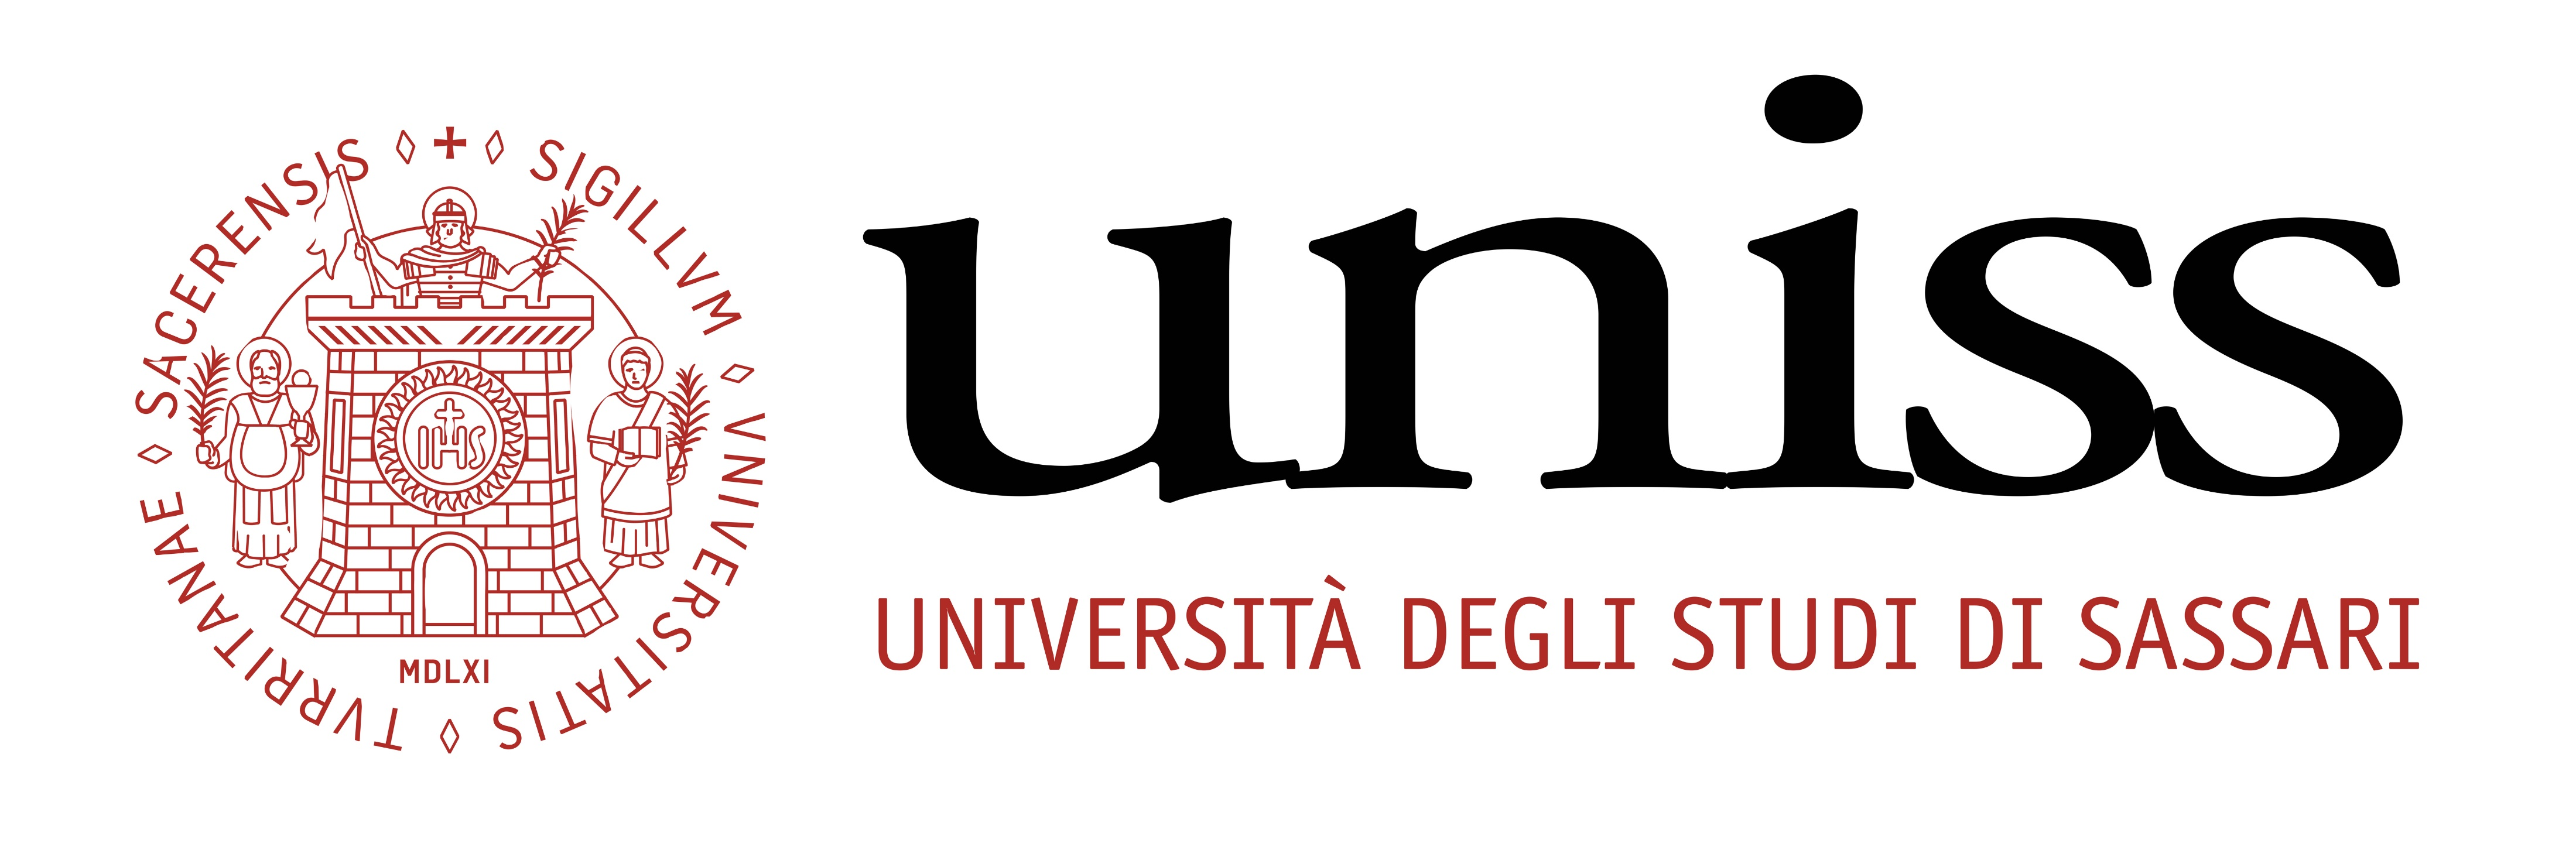 ✚ ◊ SIGILLVM ◊ VNIVERSITATIS ◊ TVRRITANAE ◊ SACERENSIS ◊
IHS
MDLXI
uniss
UNIVERSITÀ DEGLI STUDI DI SASSARI